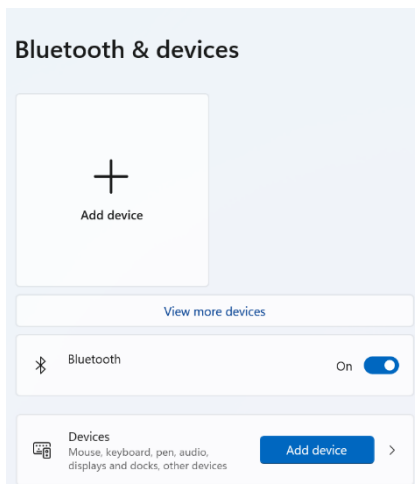 Bluetooth & devices
Add device
View more devices
Bluetooth
On
Devices
Mouse, keyboard, pen, audio,
displays and docks, other devices
Add device